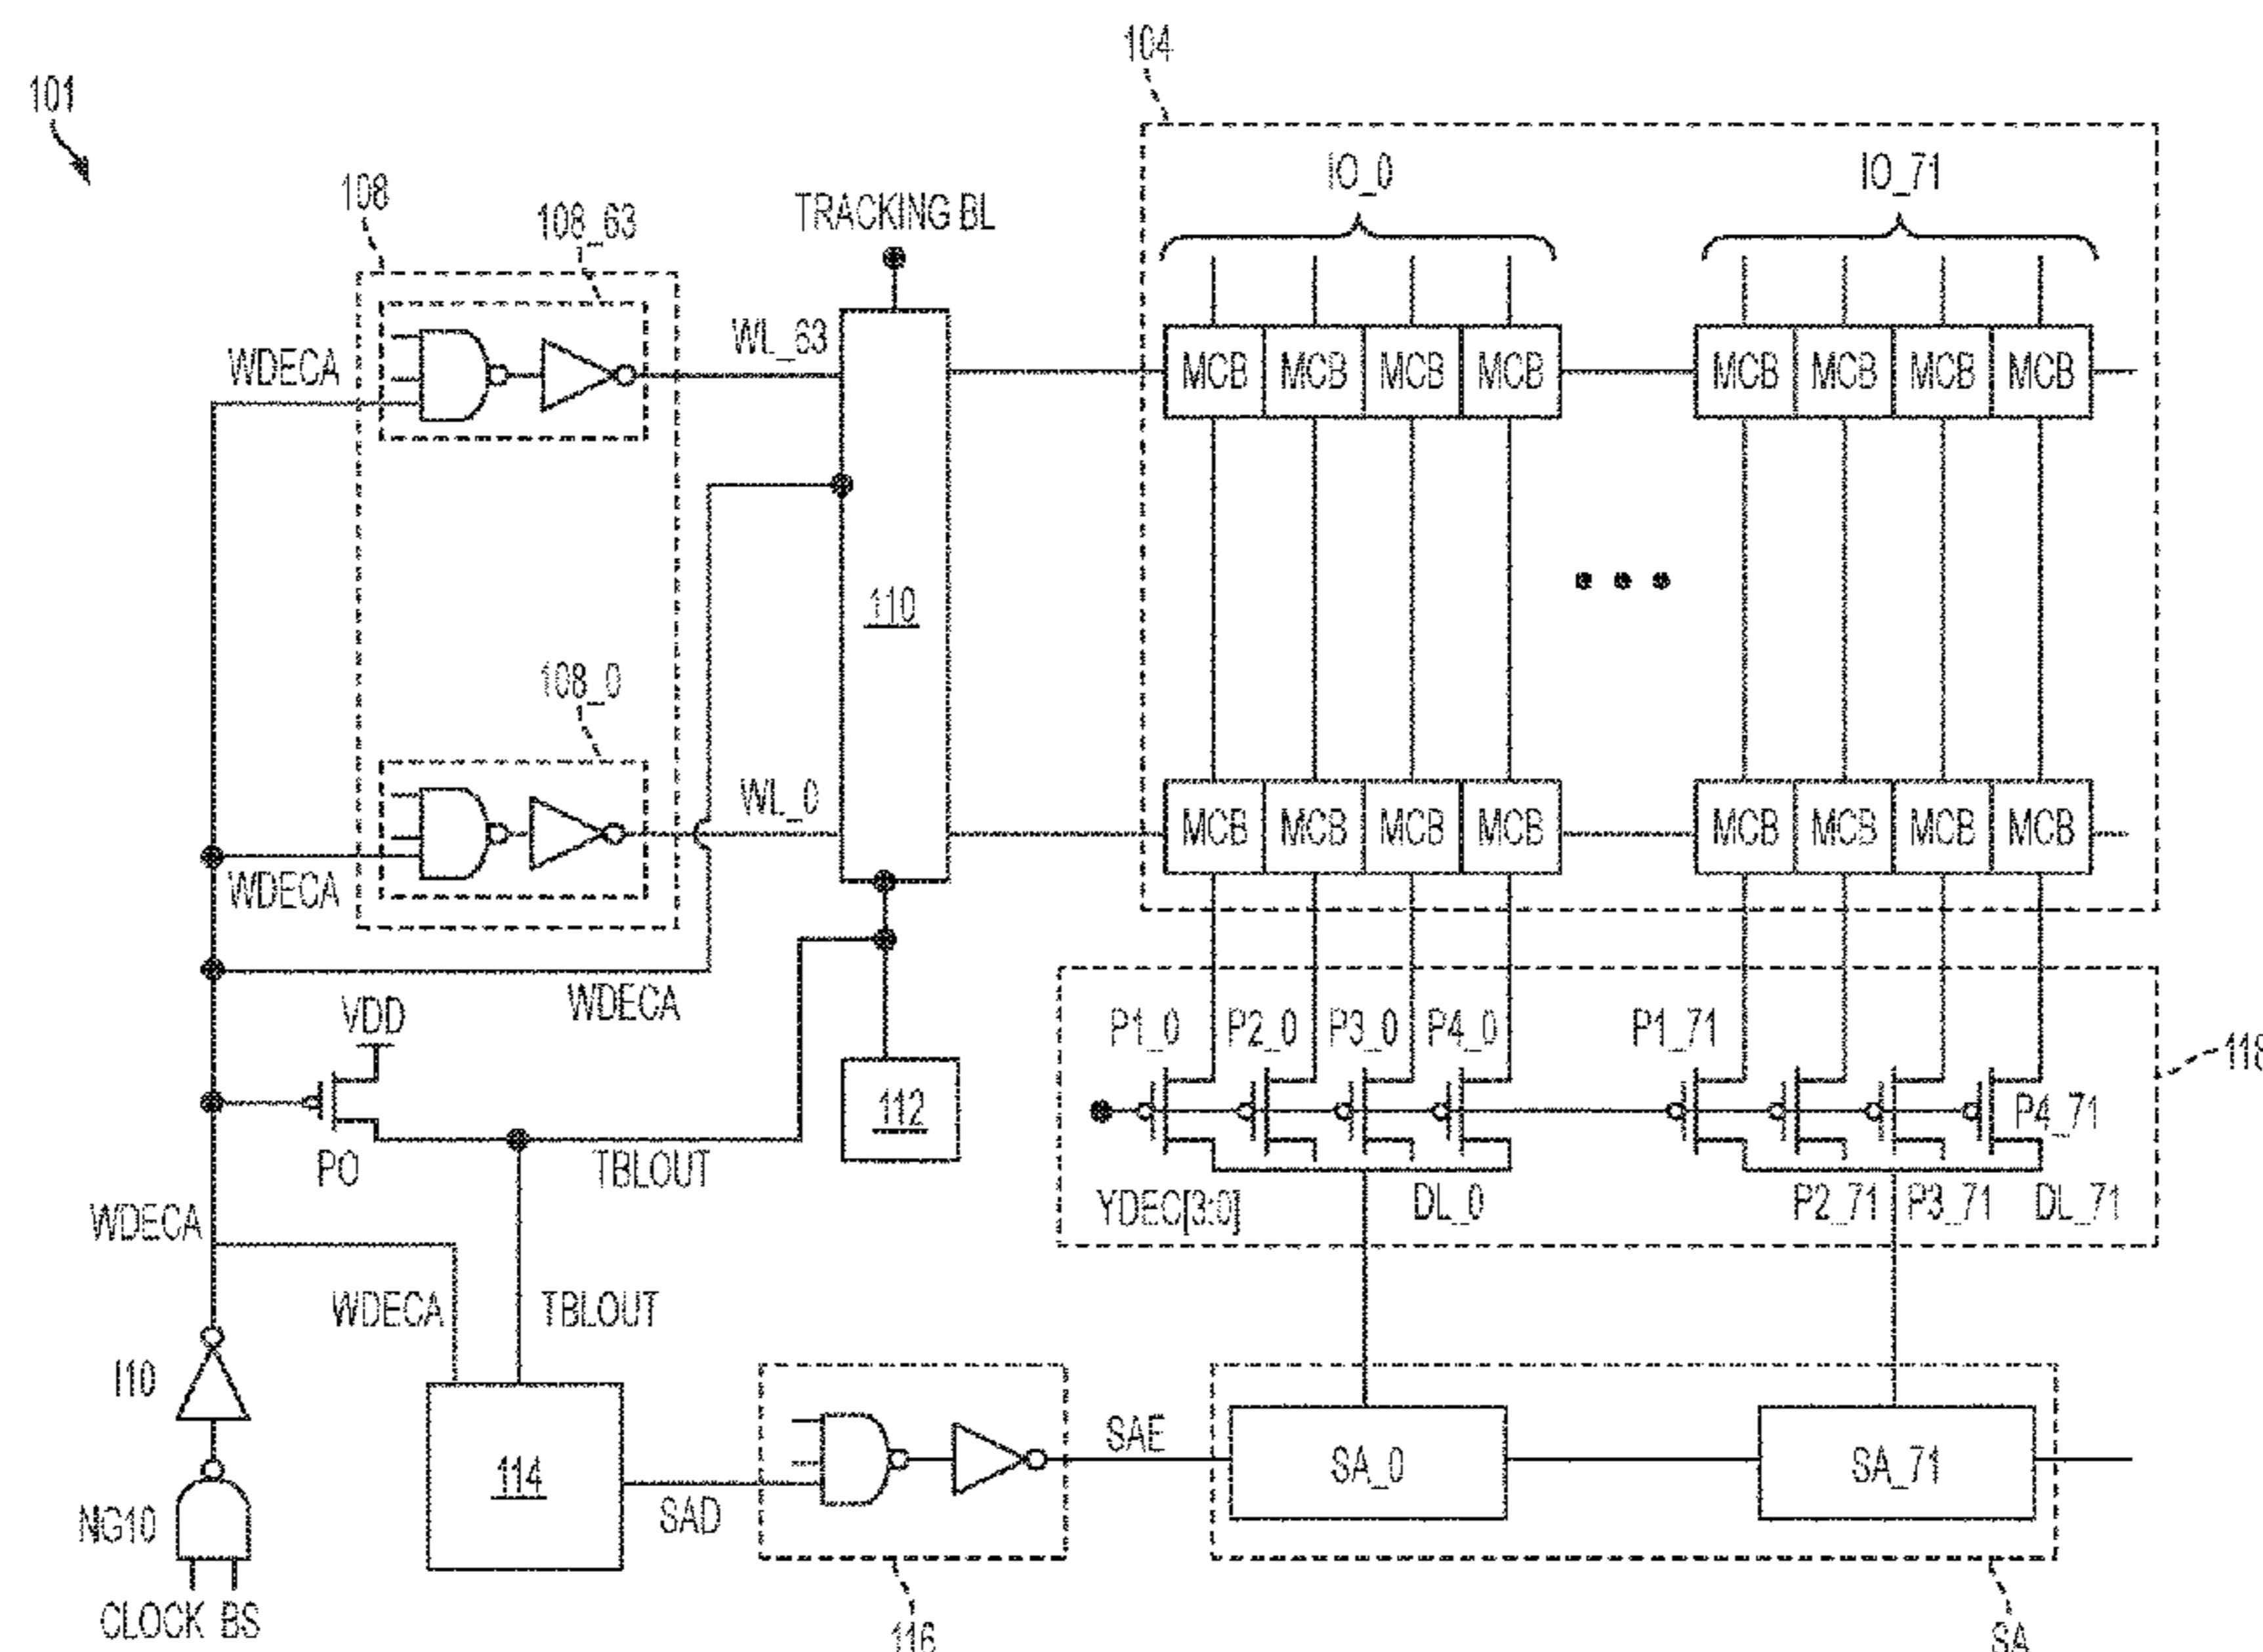 104
101
IO_0 IO_71
108
108_63
TRACKING BL
WL_63
WDECA
MCB MCB MCB MCB MCB MCB MCB MCB
110
108_0
WL_0
MCB MCB MCB MCB MCB MCB MCB MCB
WDECA
WDECA
VDD
P1_0 P2_0 P3_0 P4_0 P1_71
118
112
P4_71
P0
TBLOUT
YDEC[3:0]
DL_0 P2_71 P3_71 DL_71
WDECA
WDECA TBLOUT
I10
SAE
SA_0 SA_71
114
SAD
NG10
CLOCK BS
116
SA